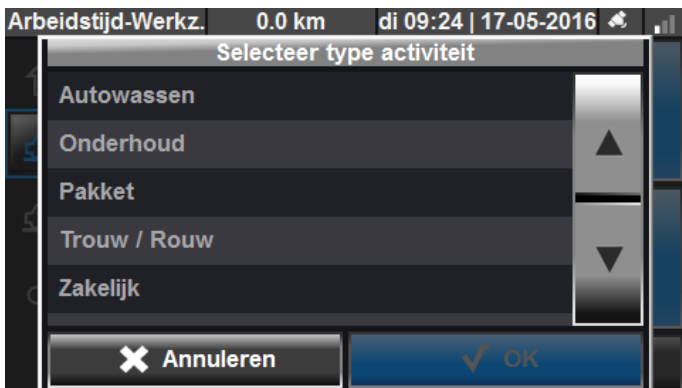 Arbeidstijd-Werkz. 0.0 km di 09:24 | 17-05-2016
Selecteer type activiteit
Autowassen
Onderhoud
Pakket
Trouw / Rouw
Zakelijk
Annuleren OK